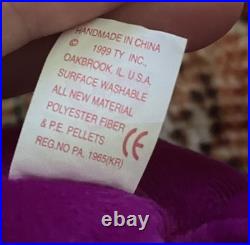 HANDMADE IN CHINA
© 1999 TY INC.,
OAKBROOK, IL. U.S.A.
SURFACE WASHABLE
ALL NEW MATERIAL
POLYESTER FIBER
& P.E. PELLETS CE
REG.NO PA. 1965(KR)